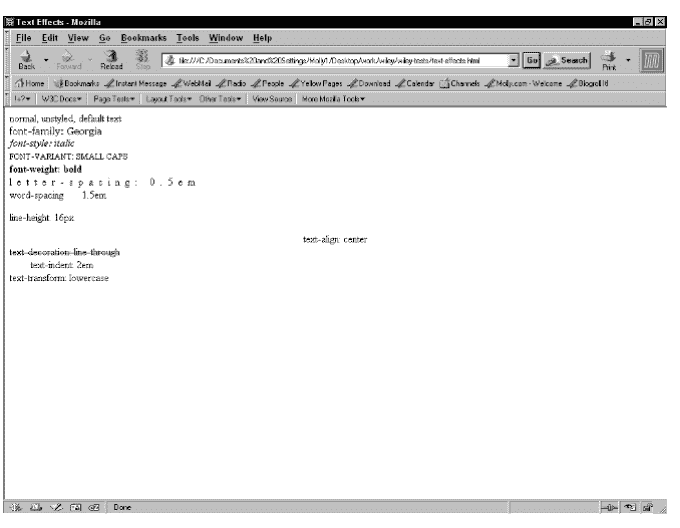 Text Effects - Mozilla
File Edit View Go Bookmarks Tools Window Help
Back Forward Reload Stop Go Search Print
Home Bookmarks Instant Message WebMail Radio People Yellow Pages Download Calendar Channels Molly.com - Welcome
W3C Docs Page Tests Layout Tools Other Tools View Source More Mozilla Tools
normal, unstyled, default text
font-family: Georgia
font-style: italic
FONT-VARIANT: SMALL CAPS
font-weight: bold
letter-spacing: 0.5em
word-spacing 1.5em
line-height: 16px
text-align: center
text-decoration-line-through
text-indent: 2em
text-transform: lowercase
Done